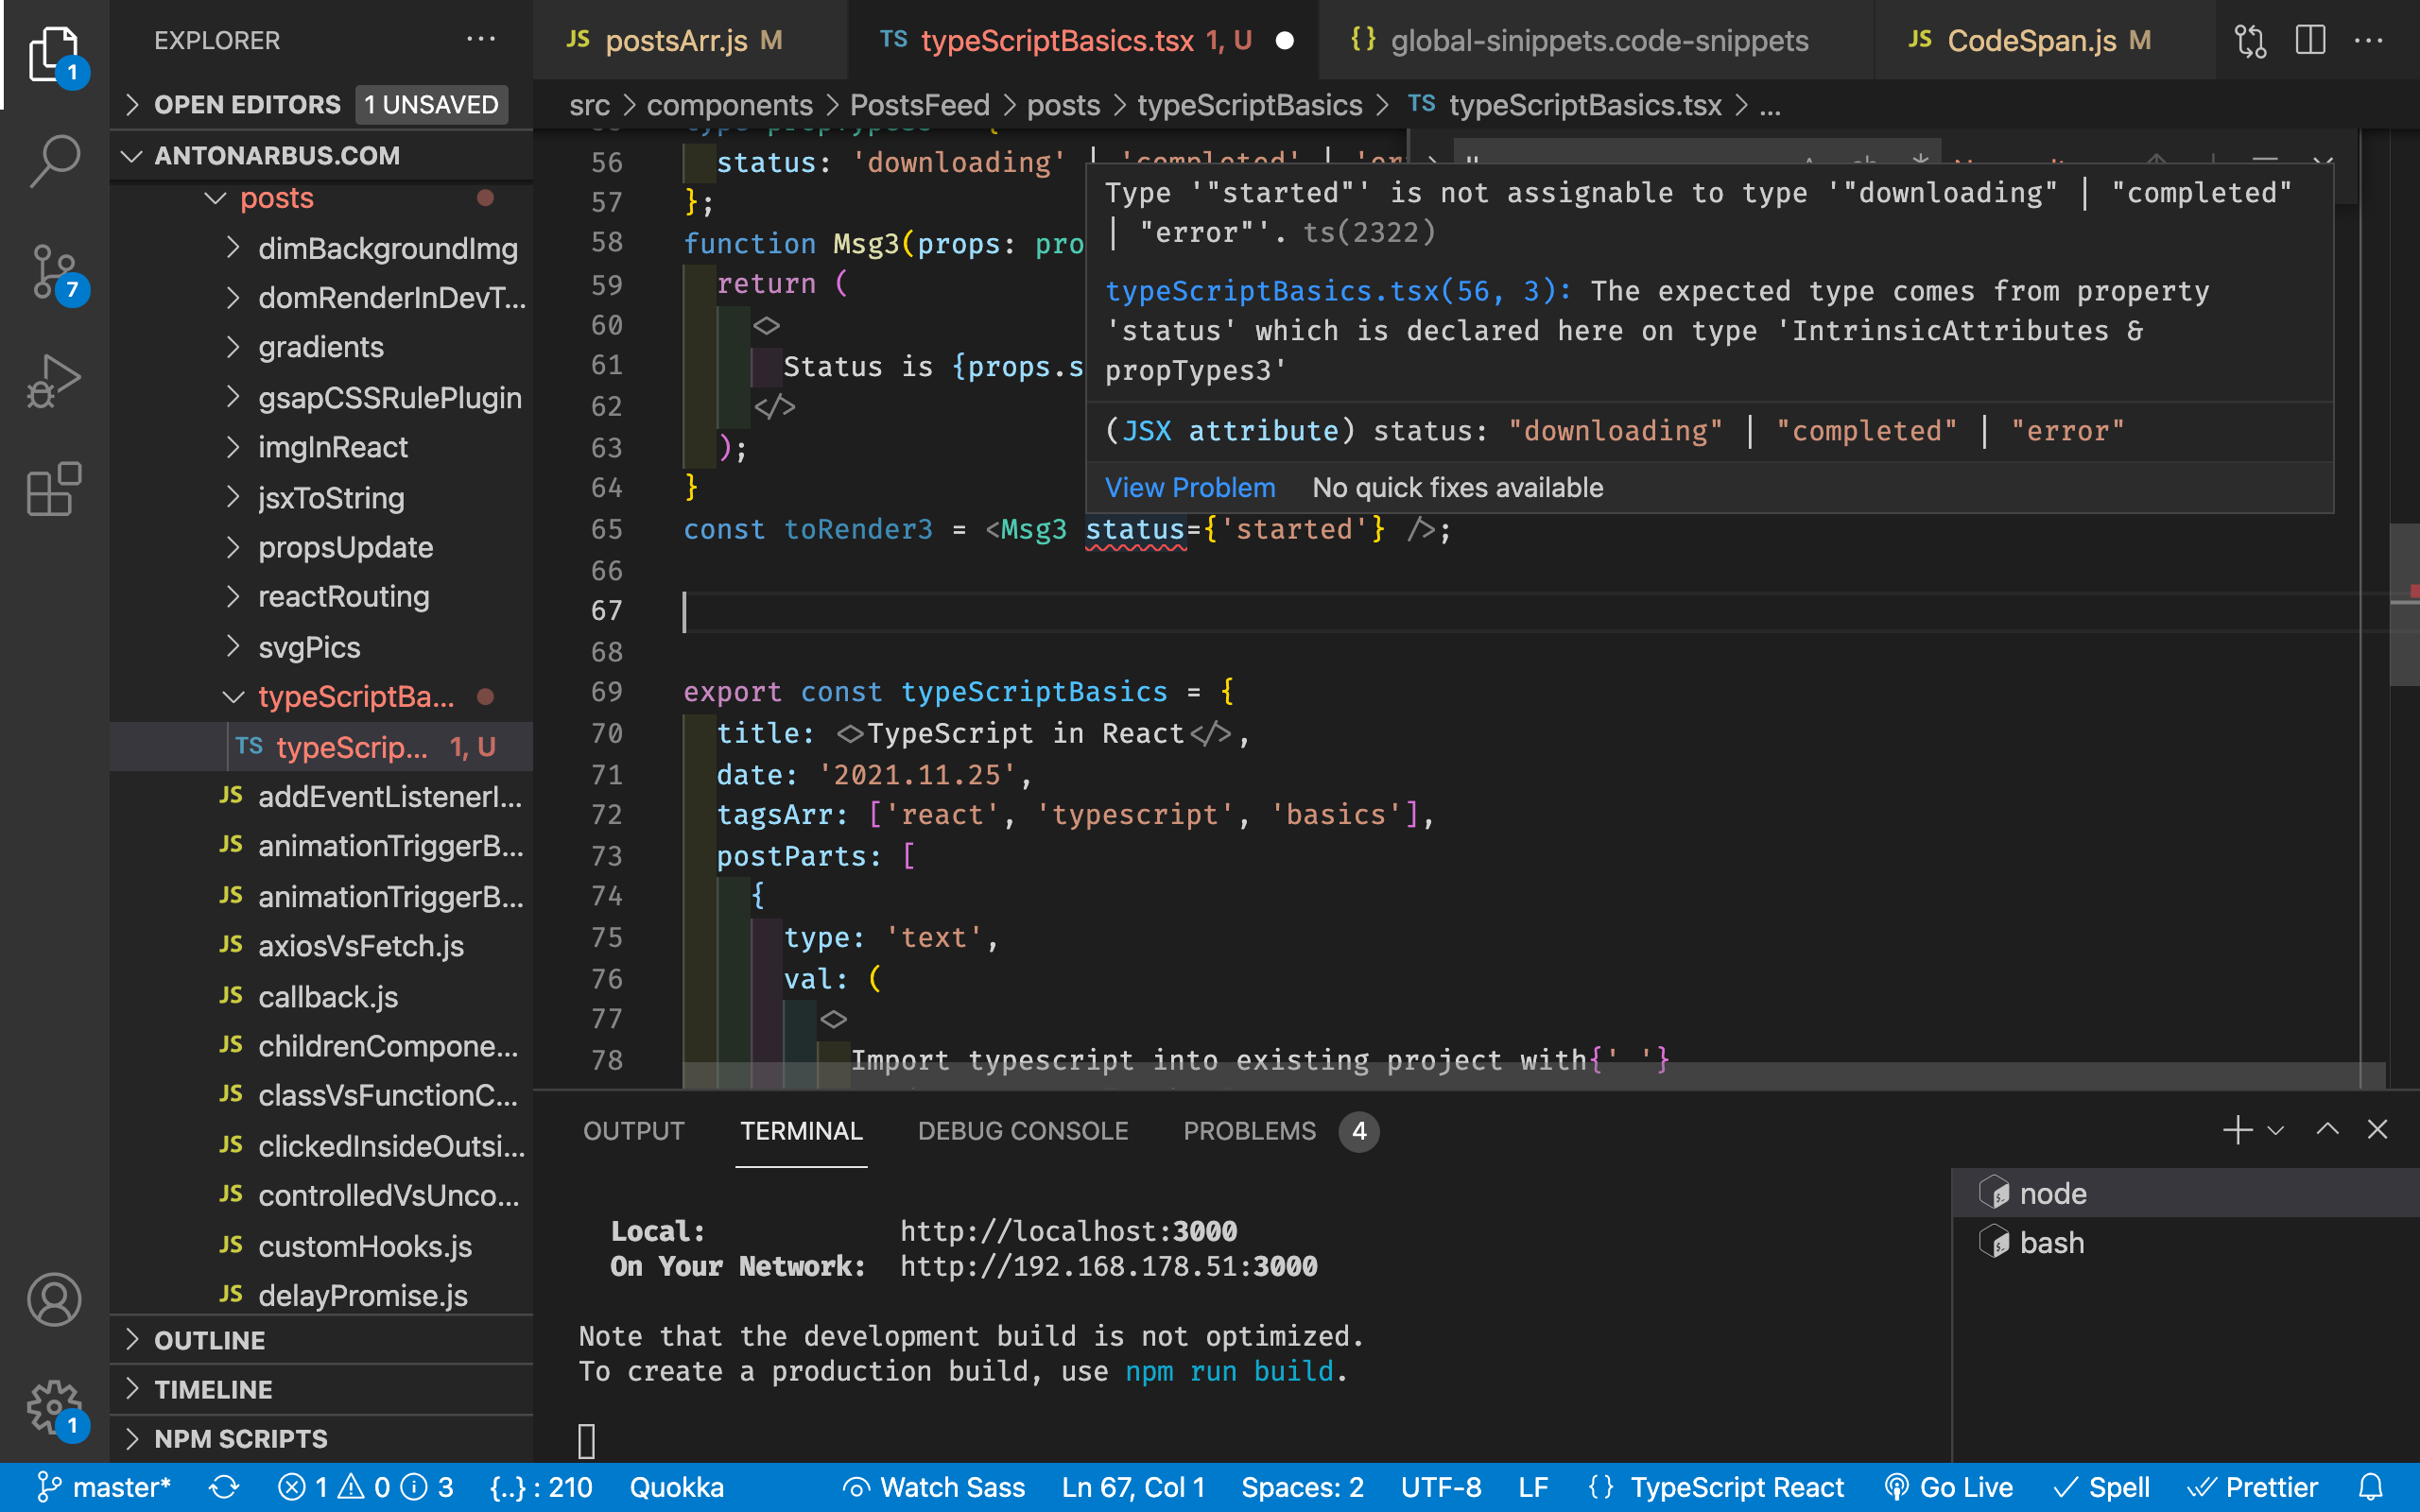 EXPLORER
OPEN EDITORS 1 UNSAVED
ANTONARBUS.COM
posts
dimBackgroundImg
domRenderInDevT...
gradients
gsapCSSRulePlugin
imgInReact
jsxToString
propsUpdate
reactRouting
svgPics
typeScriptBa...
TS typeScrip... 1, U
JS addEventListenerI...
JS animationTriggerB...
JS animationTriggerB...
JS axiosVsFetch.js
JS callback.js
JS childrenCompone...
JS classVsFunctionC...
JS clickedInsideOutsi...
JS controlledVsUnco...
JS customHooks.js
JS delayPromise.js
OUTLINE
TIMELINE
NPM SCRIPTS
1
7
1
JS postsArr.js M
TS typeScriptBasics.tsx 1, U
{} global-sinippets.code-snippets
JS CodeSpan.js M
src > components > PostsFeed > posts > typeScriptBasics > TS typeScriptBasics.tsx > ...
56 status: 'downloading' | 'completed' | 'er
57 };
58 function Msg3(props: pro
59 return (
60 <>
61 Status is {props.s
62 </>
63 );
64 }
65 const toRender3 = <Msg3 status={'started'} />;
66
67
68
69 export const typeScriptBasics = {
70 title: <>TypeScript in React</>,
71 date: '2021.11.25',
72 tagsArr: ['react', 'typescript', 'basics'],
73 postParts: [
74 {
75 type: 'text',
76 val: (
77 <>
78 Import typescript into existing project with{' '}
Type '"started"' is not assignable to type '"downloading" | "completed"
| "error"'. ts(2322)
typeScriptBasics.tsx(56, 3): The expected type comes from property
'status' which is declared here on type 'IntrinsicAttributes &
propTypes3'
(JSX attribute) status: "downloading" | "completed" | "error"
View Problem No quick fixes available
OUTPUT TERMINAL DEBUG CONSOLE PROBLEMS 4
Local: http://localhost:3000
On Your Network: http://192.168.178.51:3000
Note that the development build is not optimized.
To create a production build, use npm run build.
node
bash
master* 1 0 3 {..} : 210 Quokka Watch Sass Ln 67, Col 1 Spaces: 2 UTF-8 LF {} TypeScript React Go Live Spell Prettier